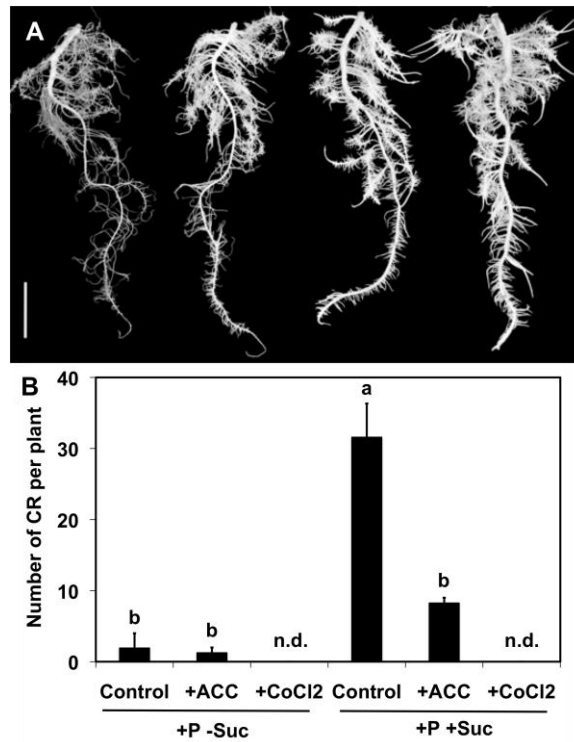 A
B
40
30
20
10
0
Number of CR per plant
b
b
n.d.
a
b
n.d.
Control +ACC +CoCl2 Control +ACC +CoCl2
+P -Suc +P +Suc